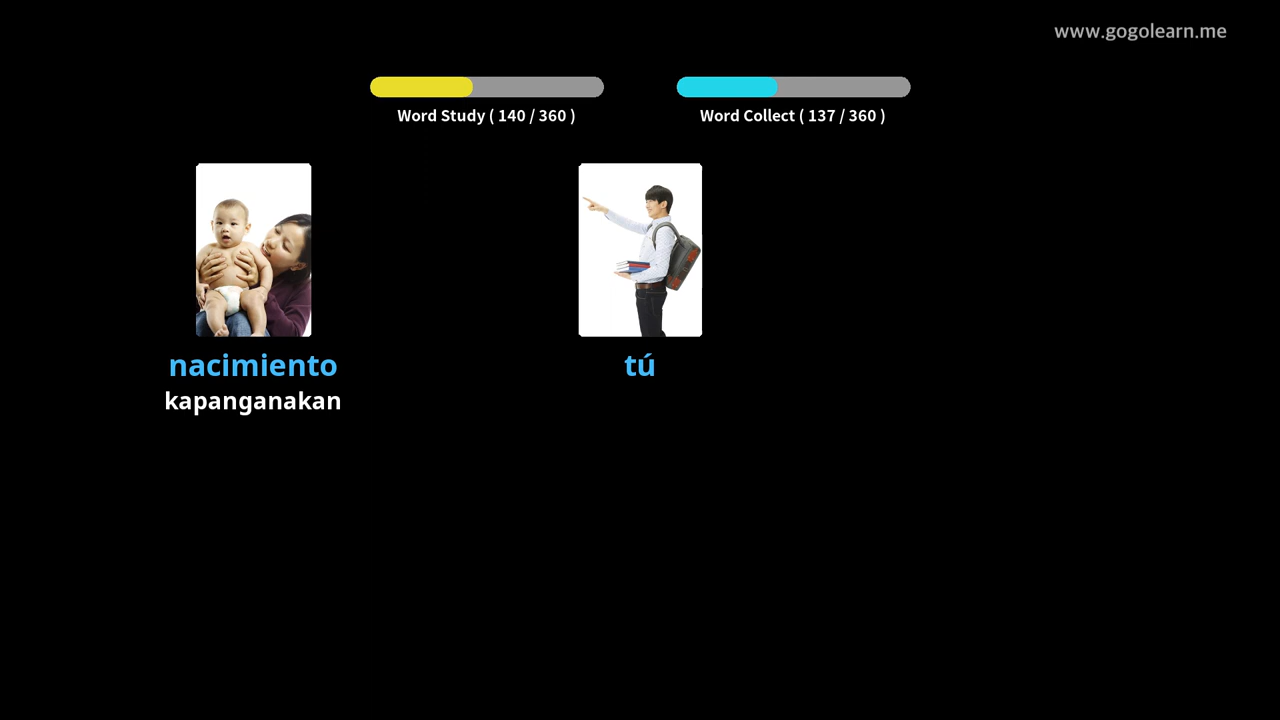 www.gogolearn.me
Word Study ( 140 / 360 )
Word Collect ( 137 / 360 )
nacimiento
kapanganakan
tú